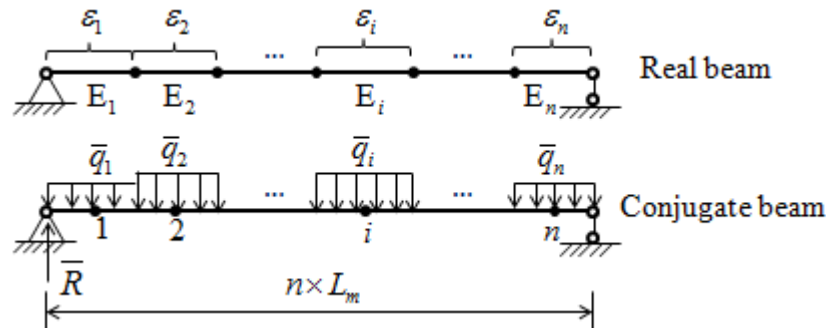 ε₁ ε₂ ... εᵢ ... εₙ
Real beam
E₁ E₂ Eᵢ Eₙ
q̅₁ q̅₂ ... q̅ᵢ ... q̅ₙ
Conjugate beam
1 2 i n
R̅
n×Lₘ